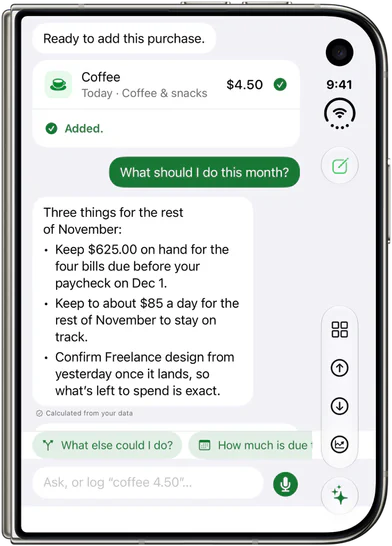 Ready to add this purchase.
9:41
Coffee
$4.50
Today · Coffee & snacks
Added.
What should I do this month?
Three things for the rest
of November:
• Keep $625.00 on hand for the
four bills due before your
paycheck on Dec 1.
• Keep to about $85 a day for the
rest of November to stay on
track.
• Confirm Freelance design from
yesterday once it lands, so
what's left to spend is exact.
Calculated from your data
What else could I do?
How much is due
Ask, or log “coffee 4.50”...